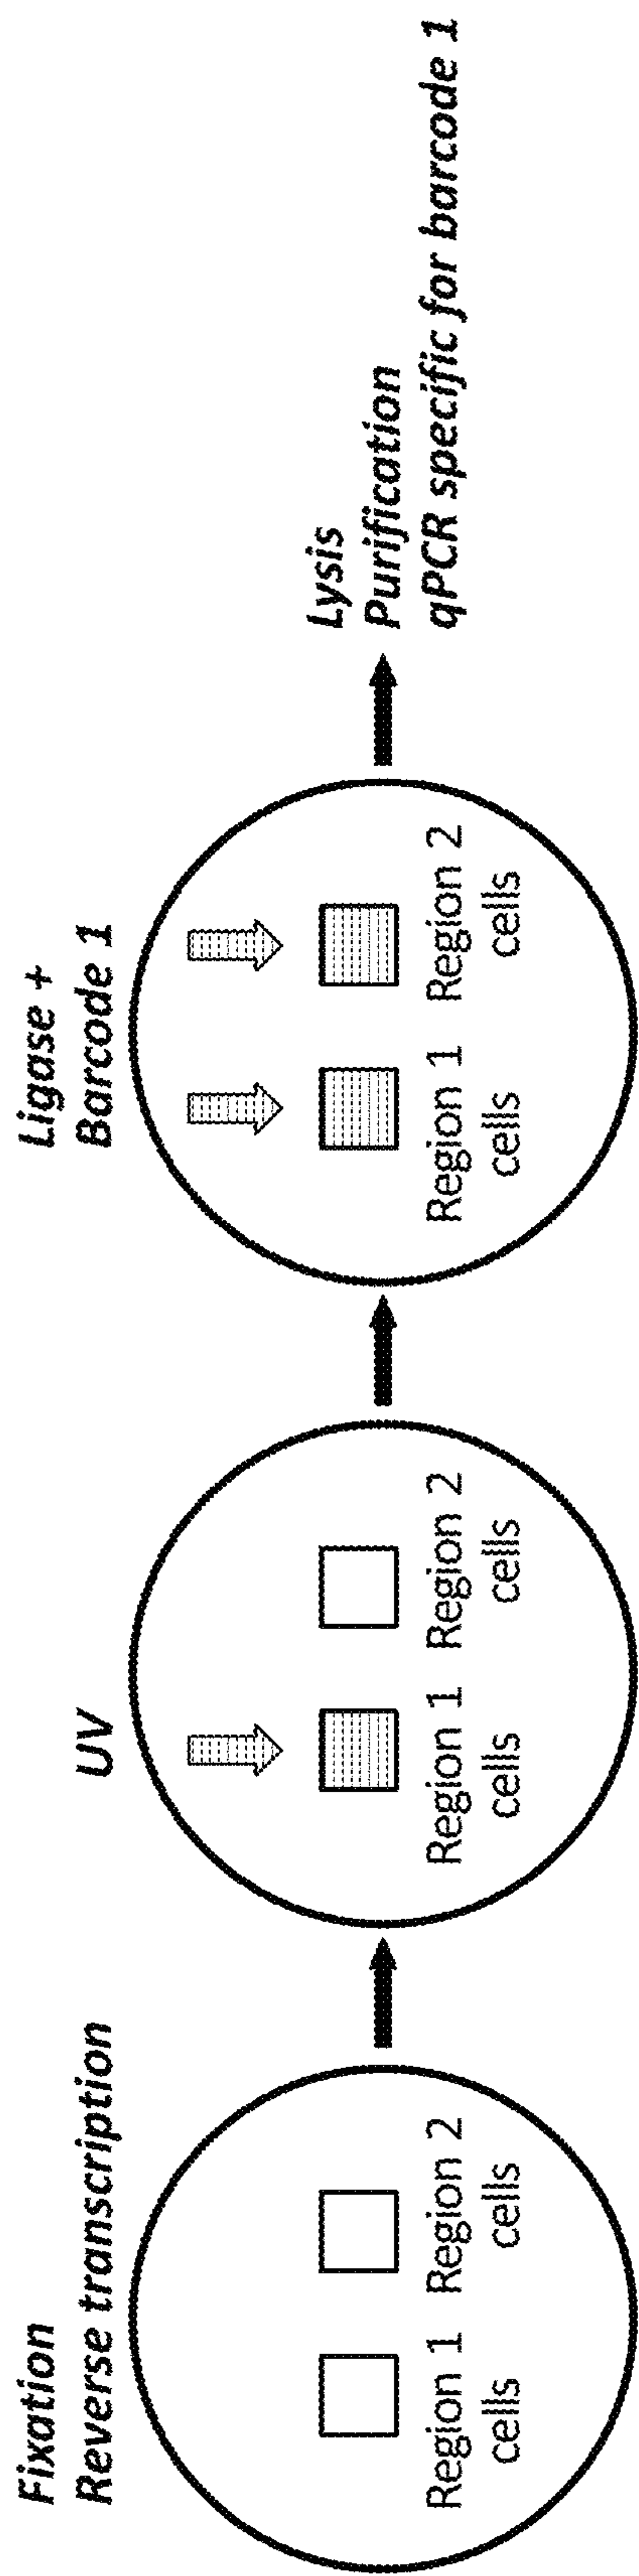 Fixation
Reverse transcription
Region 1
cells
Region 2
cells
UV
Region 1
cells
Region 2
cells
Ligase +
Barcode 1
Region 1
cells
Region 2
cells
Lysis
Purification
qPCR specific for barcode 1